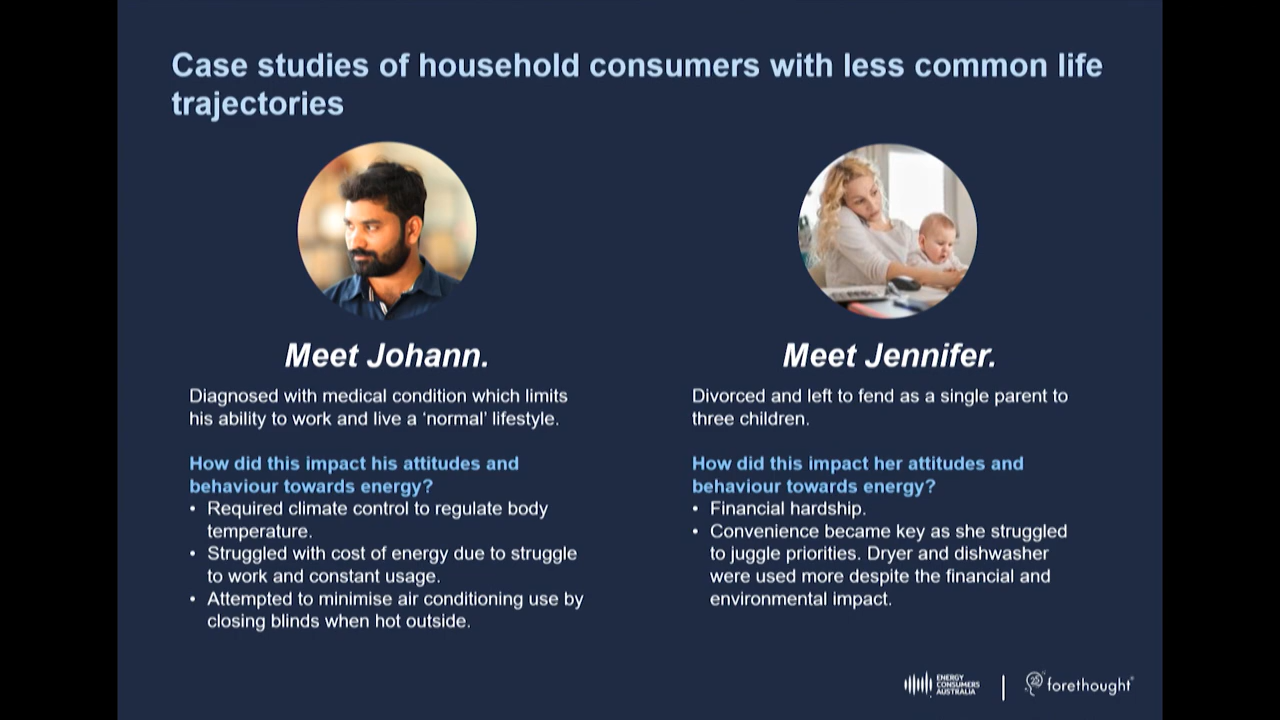 Case studies of household consumers with less common life
trajectories
Meet Johann.
Diagnosed with medical condition which limits
his ability to work and live a ‘normal’ lifestyle.
How did this impact his attitudes and
behaviour towards energy?
• Required climate control to regulate body
temperature.
• Struggled with cost of energy due to struggle
to work and constant usage.
• Attempted to minimise air conditioning use by
closing blinds when hot outside.
Meet Jennifer.
Divorced and left to fend as a single parent to
three children.
How did this impact her attitudes and
behaviour towards energy?
• Financial hardship.
• Convenience became key as she struggled
to juggle priorities. Dryer and dishwasher
were used more despite the financial and
environmental impact.
ENERGY
CONSUMERS
AUSTRALIA
forethought